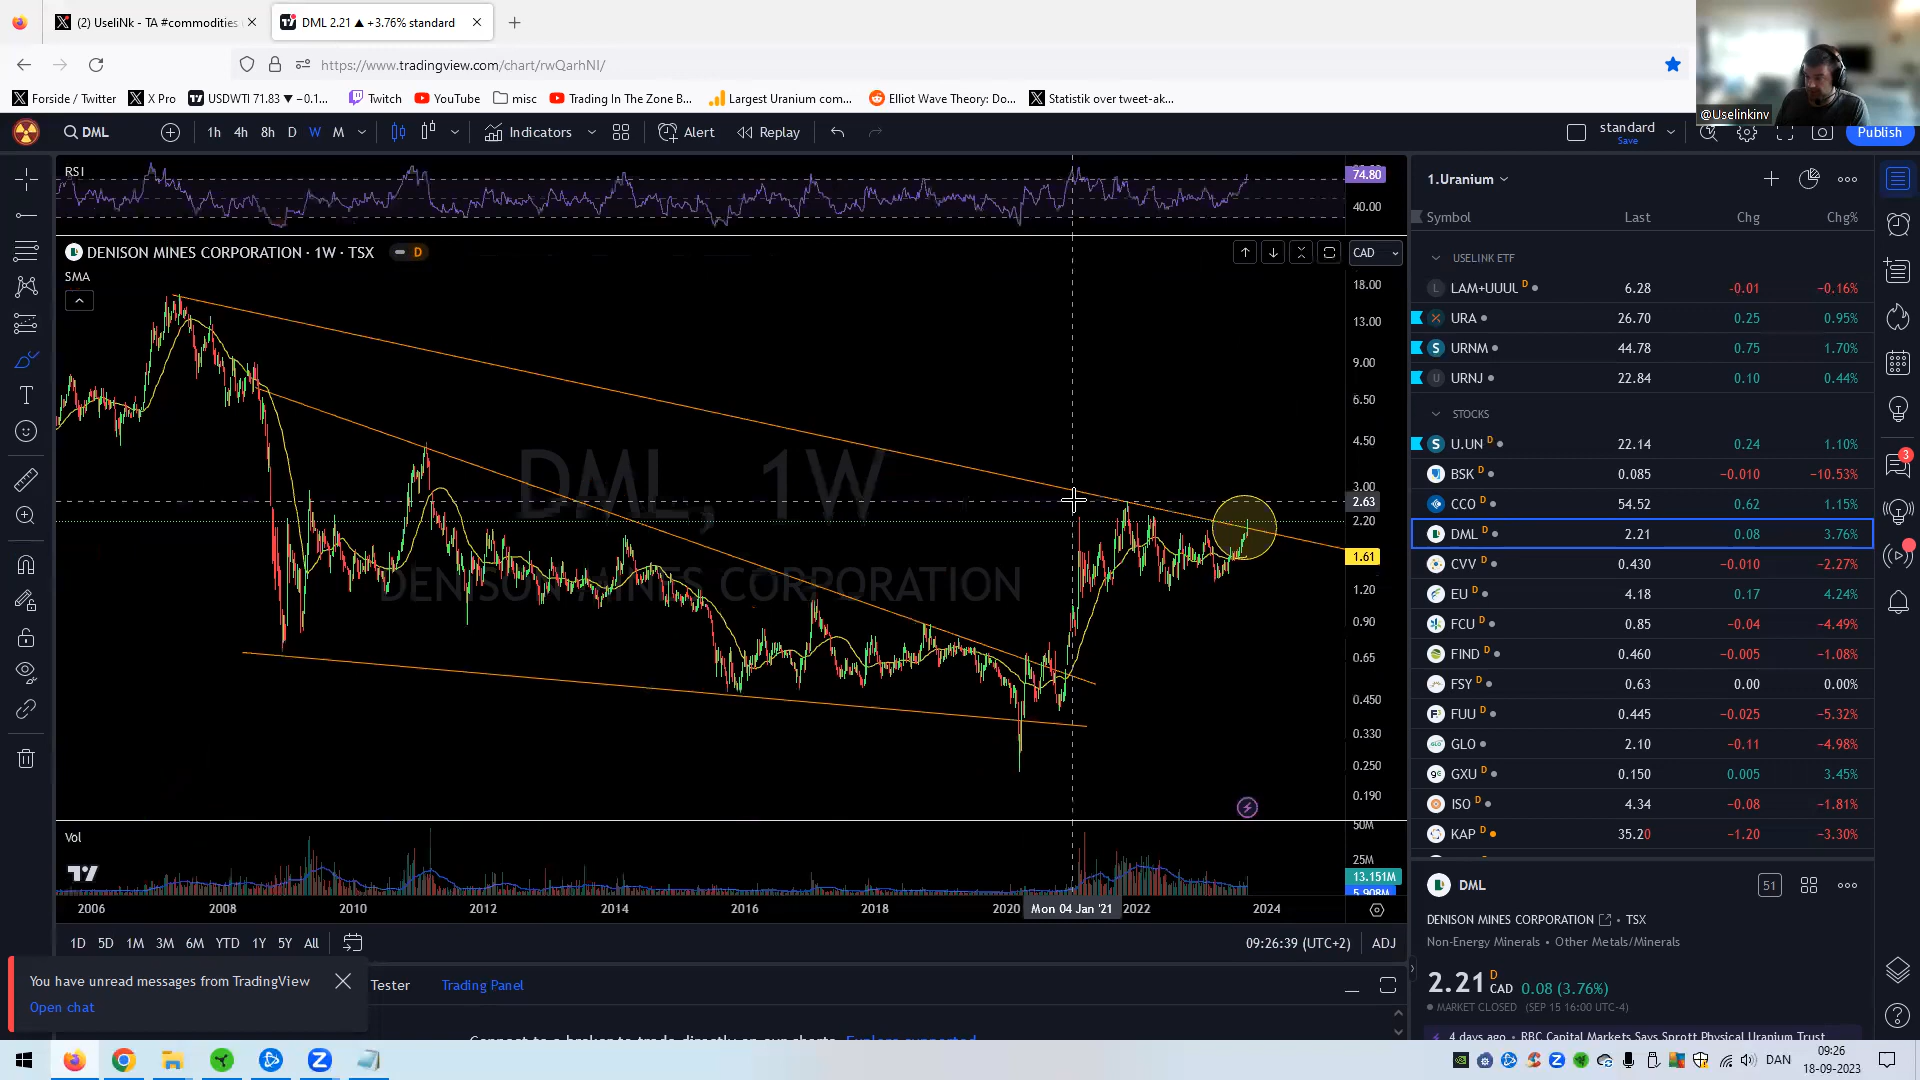 (2) UseliNk - TA #commodities
DML 2.21 ▲ +3.76% standard
https://www.tradingview.com/chart/rwQarhNI/
Forside / Twitter
X Pro
USDWTI 71.83 ▼ −0.1...
Twitch
YouTube
misc
Trading In The Zone B...
Largest Uranium com...
Elliot Wave Theory: Do...
Statistik over tweet-ak...
@Uselinkinv
DML
1h 4h 8h D W M
Indicators
Alert
Replay
standard
Save
Publish
RSI
74.80
40.00
DENISON MINES CORPORATION · 1W · TSX
D
CAD
SMA
DML, 1W
DENISON MINES CORPORATION
18.00
13.00
9.00
6.50
4.50
3.00
2.63
2.20
1.61
1.20
0.90
0.65
0.450
0.330
0.250
0.190
Vol
50M
25M
13.151M
5.908M
2006 2008 2010 2012 2014 2016 2018 2020 Mon 04 Jan '21 2022 2024
1D 5D 1M 3M 6M YTD 1Y 5Y All
09:26:39 (UTC+2) ADJ
You have unread messages from TradingView
Open chat
Tester
Trading Panel
1.Uranium
Symbol Last Chg Chg%
USELINK ETF
LAM+UUUU D 6.28 -0.01 −0.16%
URA 26.70 0.25 0.95%
URNM 44.78 0.75 1.70%
URNJ 22.84 0.10 0.44%
STOCKS
U.UN D 22.14 0.24 1.10%
BSK D 0.085 −0.010 −10.53%
CCO D 54.52 0.62 1.15%
DML D 2.21 0.08 3.76%
CVV D 0.430 −0.010 −2.27%
EU D 4.18 0.17 4.24%
FCU D 0.85 −0.04 −4.49%
FIND D 0.460 −0.005 −1.08%
FSY D 0.63 0.00 0.00%
FUU D 0.445 −0.025 −5.32%
GLO 2.10 −0.11 −4.98%
GXU D 0.150 0.005 3.45%
ISO D 4.34 −0.08 −1.81%
KAP D 35.20 −1.20 −3.30%
3
DML
51
DENISON MINES CORPORATION · TSX
Non-Energy Minerals • Other Metals/Minerals
2.21 D CAD 0.08 (3.76%)
MARKET CLOSED (SEP 15 16:00 UTC-4)
4 days ago • RBC Capital Markets Says Sprott Physical Uranium Trust
DAN
09:26
18-09-2023